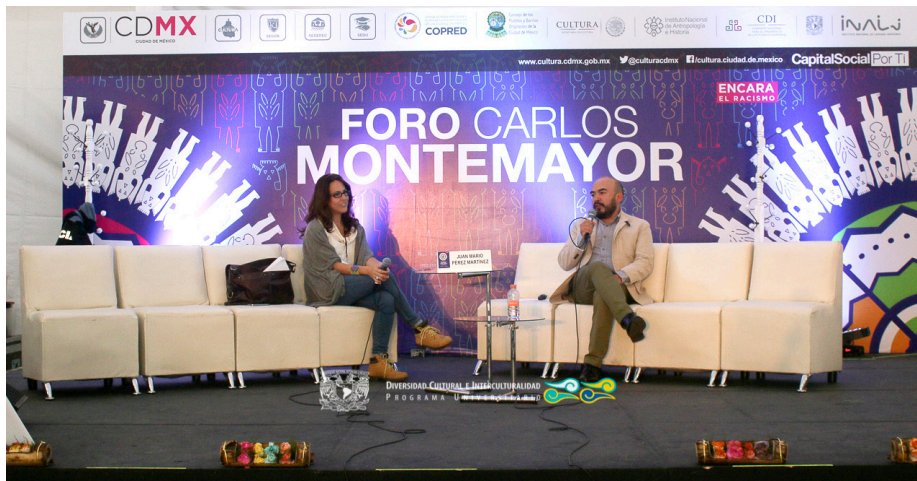 CDMX
CIUDAD DE MÉXICO
COPRED
CULTURA
Instituto Nacional
de Antropología
e Historia
CDI
INALI
www.cultura.cdmx.gob.mx
@culturacdmx
/cultura.ciudad.de.mexico
CapitalSocial Por Ti
ENCARA
EL RACISMO
FORO CARLOS
MONTEMAYOR
JUAN MARIO
PÉREZ MARTÍNEZ
CL
DIVERSIDAD CULTURAL E INTERCULTURALIDAD
PROGRAMA UNIVERSITARIO